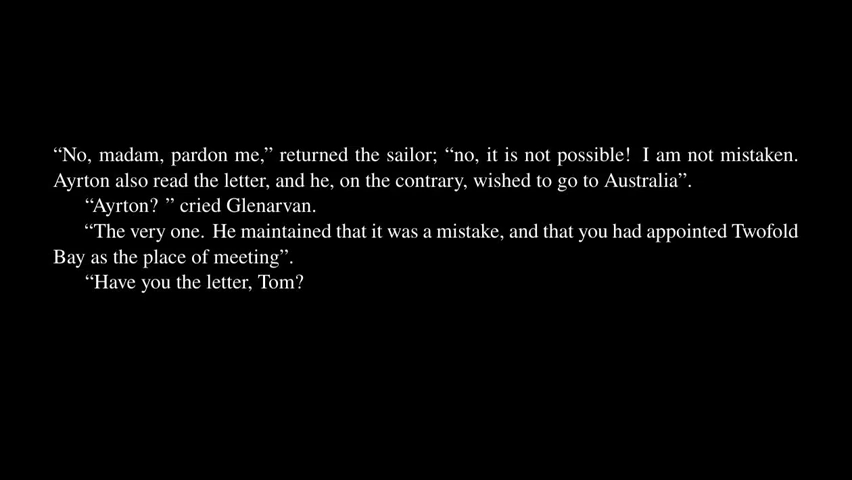 “No, madam, pardon me,” returned the sailor; “no, it is not possible! I am not mistaken.
Ayrton also read the letter, and he, on the contrary, wished to go to Australia”.
“Ayrton? ” cried Glenarvan.
“The very one. He maintained that it was a mistake, and that you had appointed Twofold
Bay as the place of meeting”.
“Have you the letter, Tom?